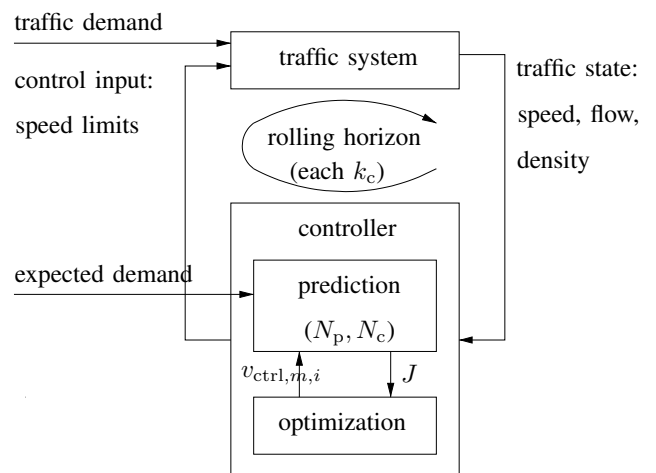 traffic demand
traffic system
control input:
speed limits
traffic state:
speed, flow,
density
rolling horizon
(each k_c)
controller
expected demand
prediction
(N_p, N_c)
v_ctrl,m,i
J
optimization